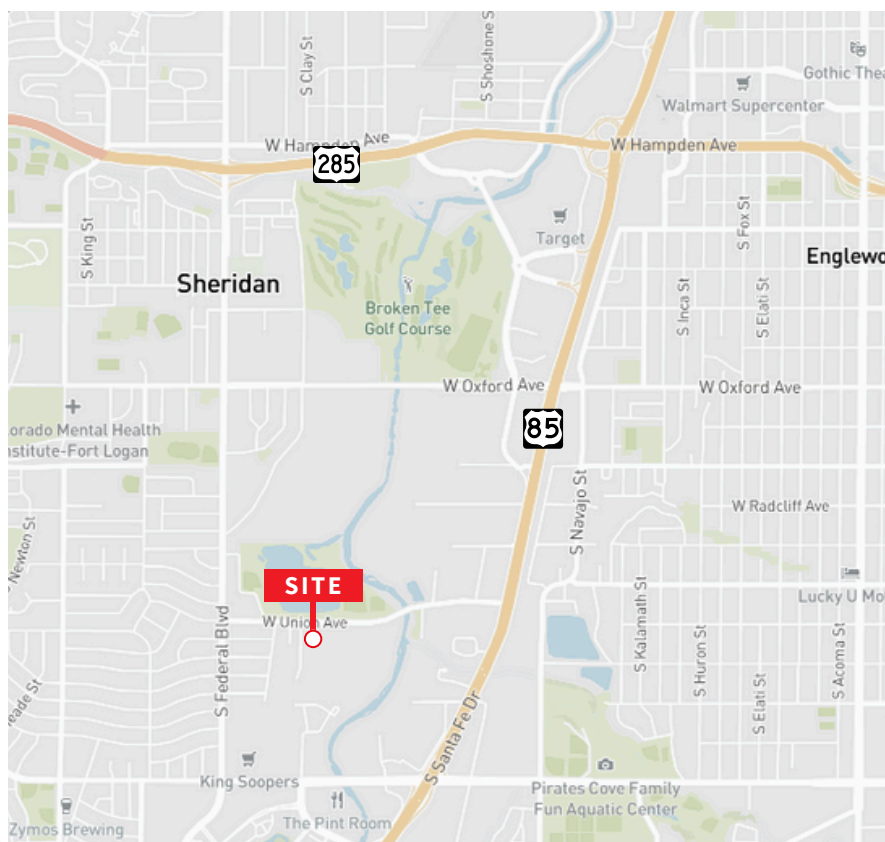 S Clay St
S Shoshone S
Gothic Thea
Walmart Supercenter
W Hampden Ave
285
W Hampden Ave
S King St
S Fox St
Target
Englewo
Sheridan
S Inca St
S Elati St
Broken Tee
Golf Course
W Oxford Ave
W Oxford Ave
85
orado Mental Health
nstitute-Fort Logan
S Navajo St
W Radcliff Ave
S Newton St
SITE
Lucky U Mo
W Union Ave
S Federal Blvd
S Kalamath St
S Huron St
S Acoma St
eade St
S Elati St
S Santa Fe Dr
King Soopers
Pirates Cove Family
Fun Aquatic Center
The Pint Room
Zymos Brewing